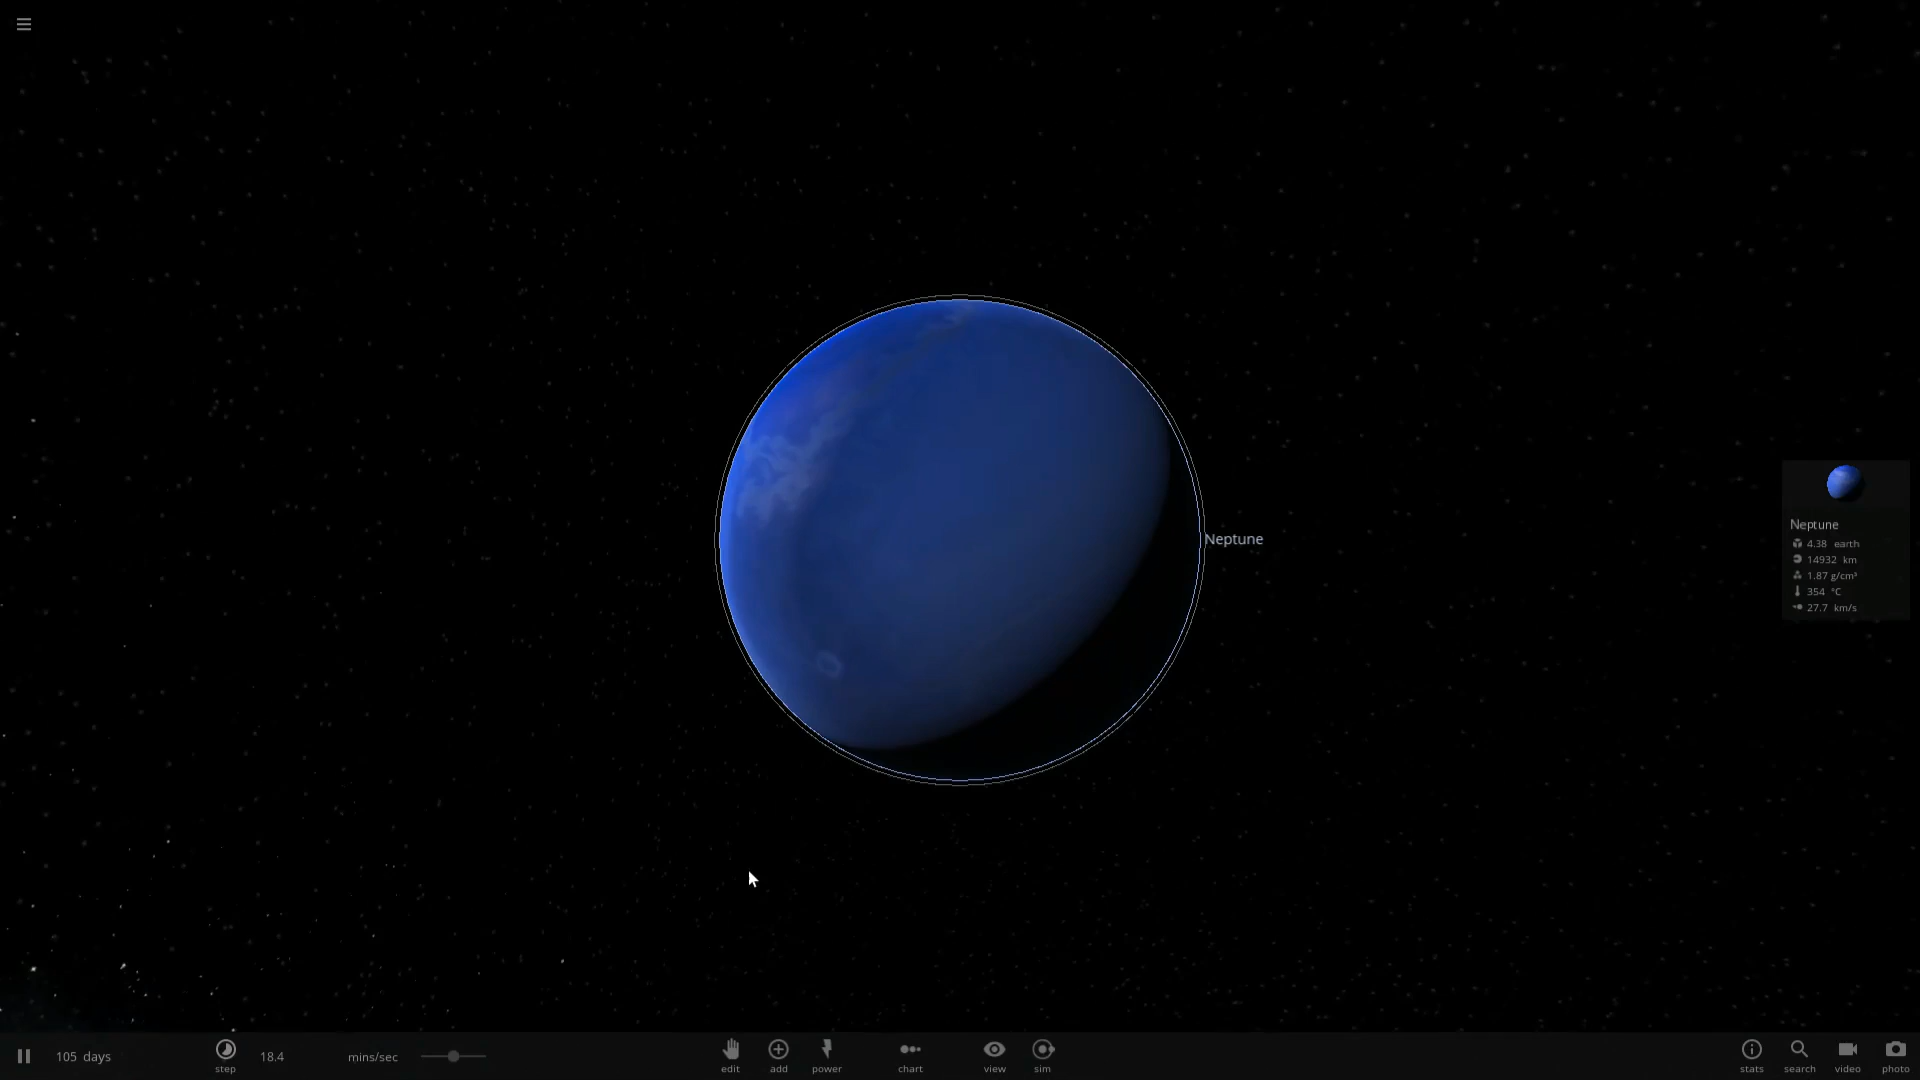 Neptune
Neptune
4.38 earth
14932 km
1.87 g/cm³
354 °C
27.7 km/s
105 days
step
18.4 mins/sec
edit
add
power
chart
view
sim
stats
search
video
photo